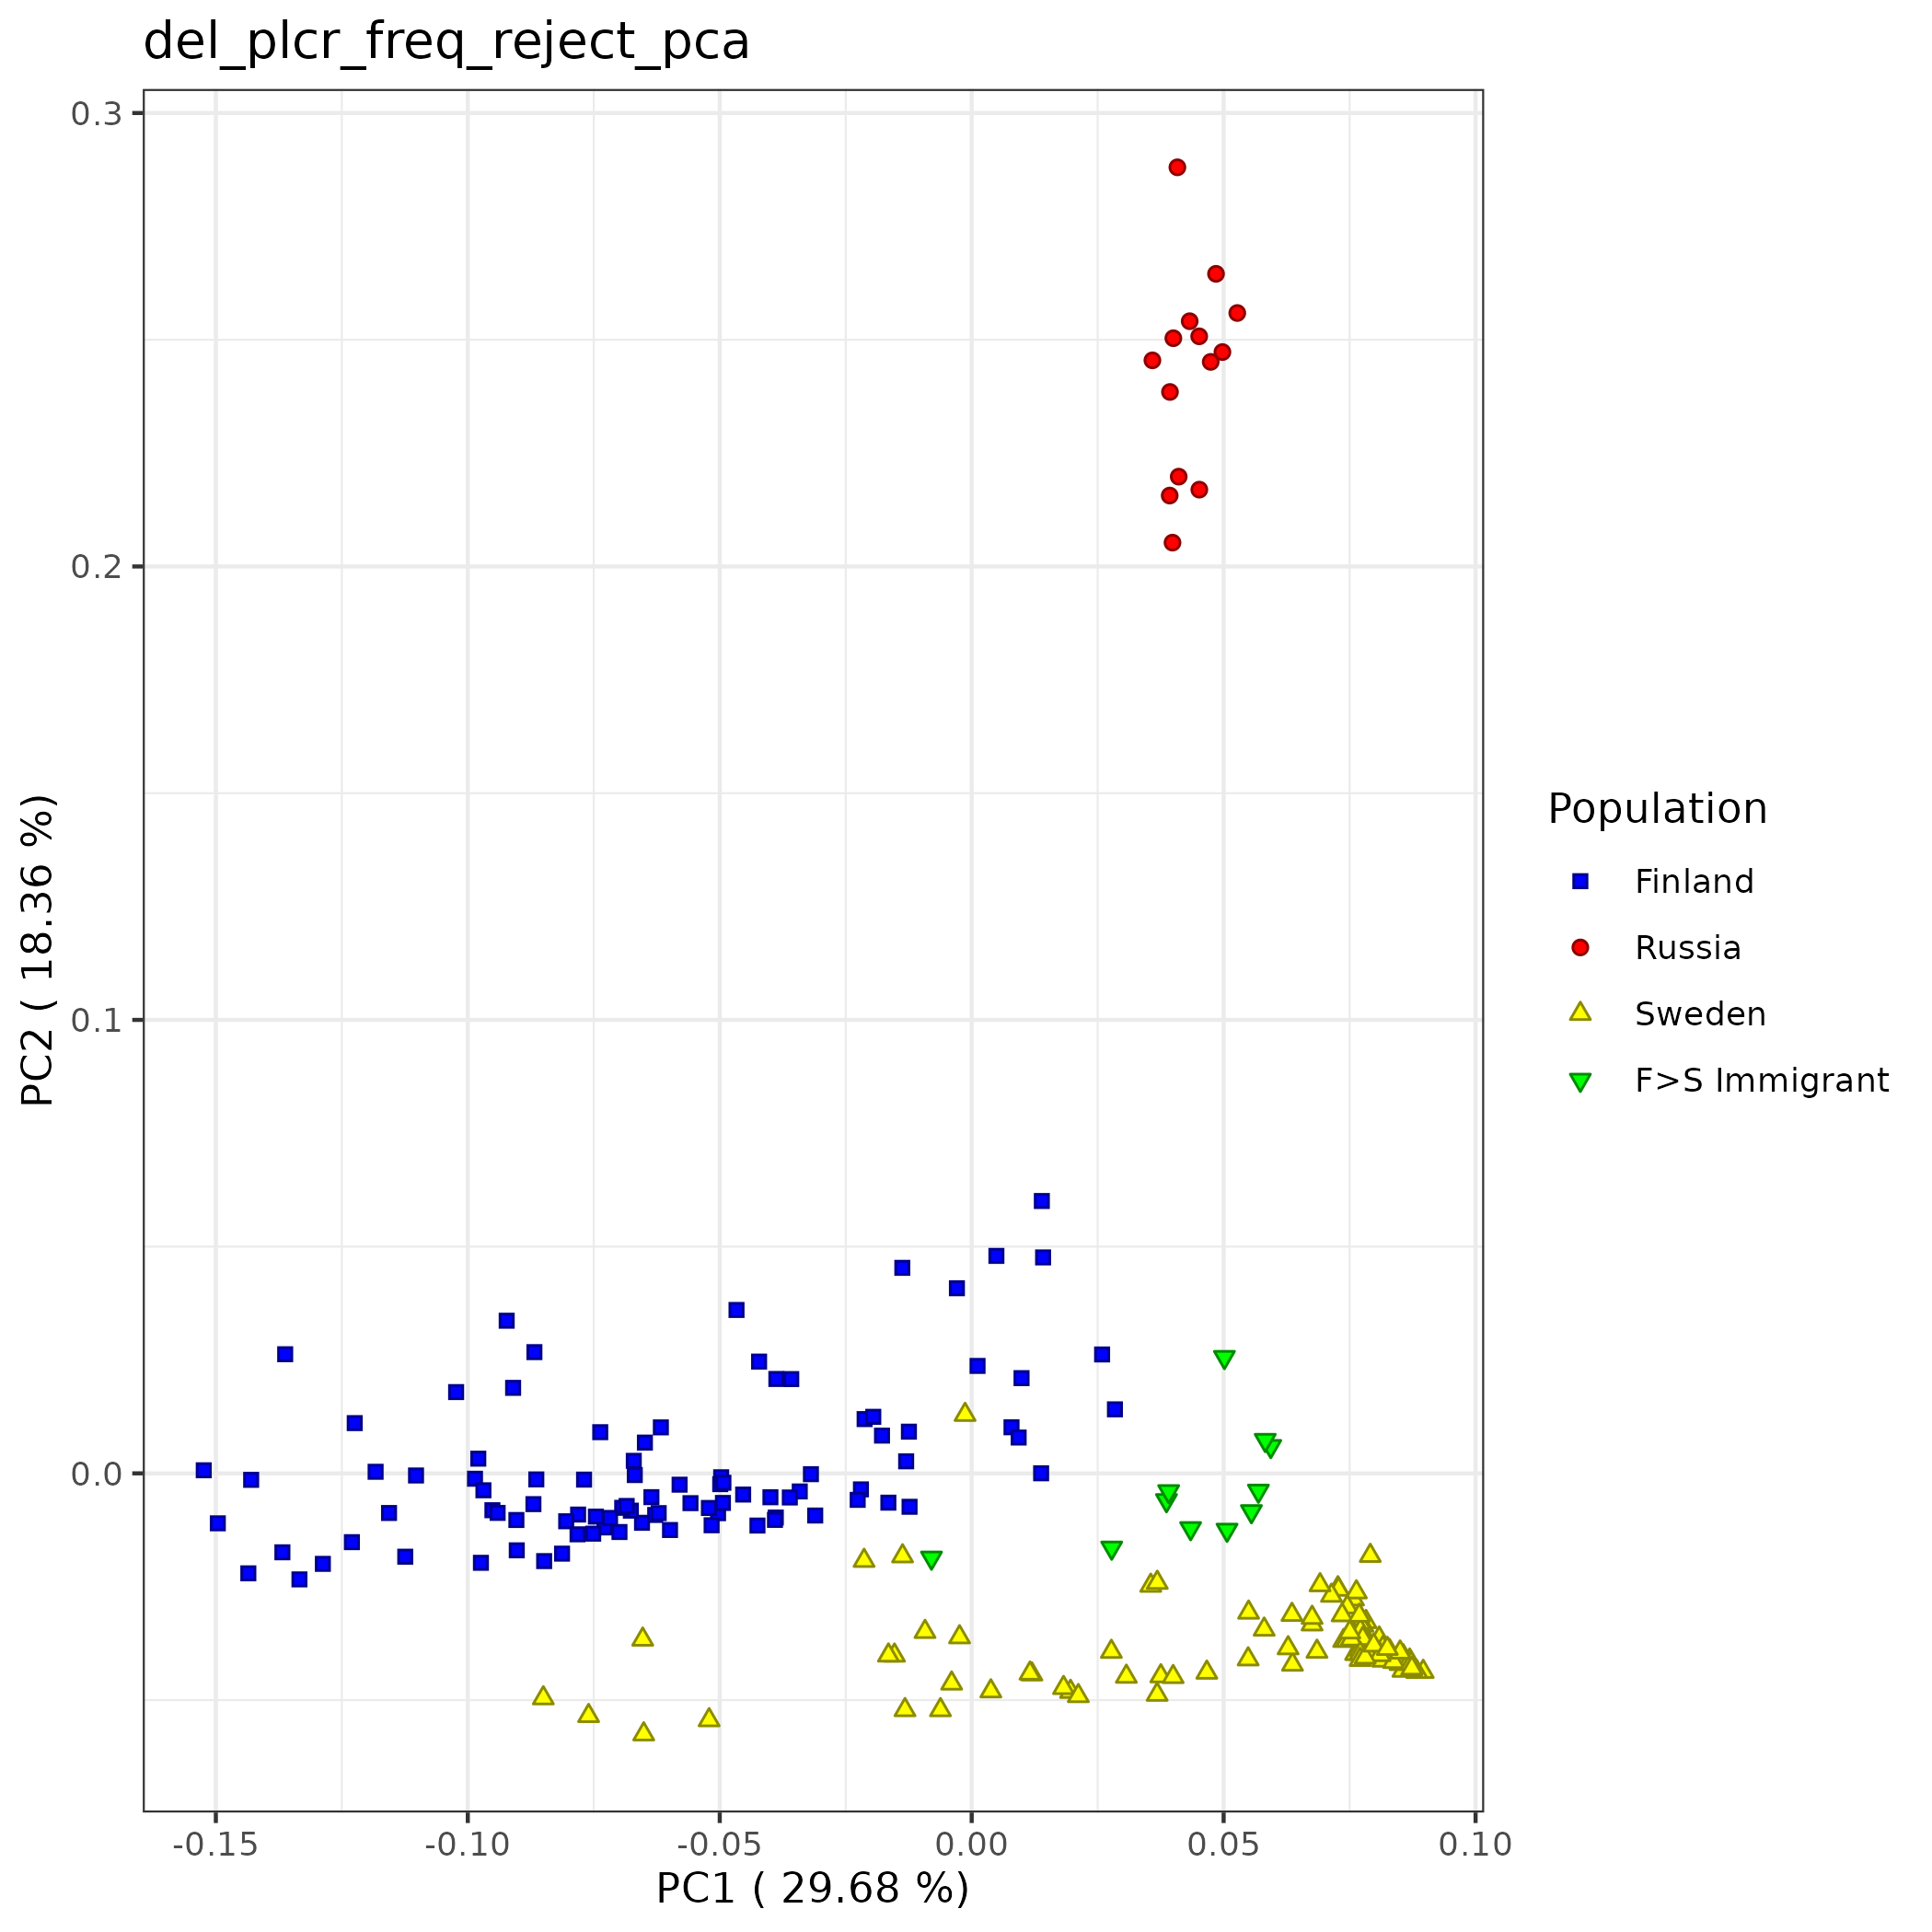 del_plcr_freq_reject_pca
0.3
0.2
0.1
0.0
PC2 ( 18.36 %)
-0.15 -0.10 -0.05 0.00 0.05 0.10
PC1 ( 29.68 %)
Population
Finland
Russia
Sweden
F>S Immigrant